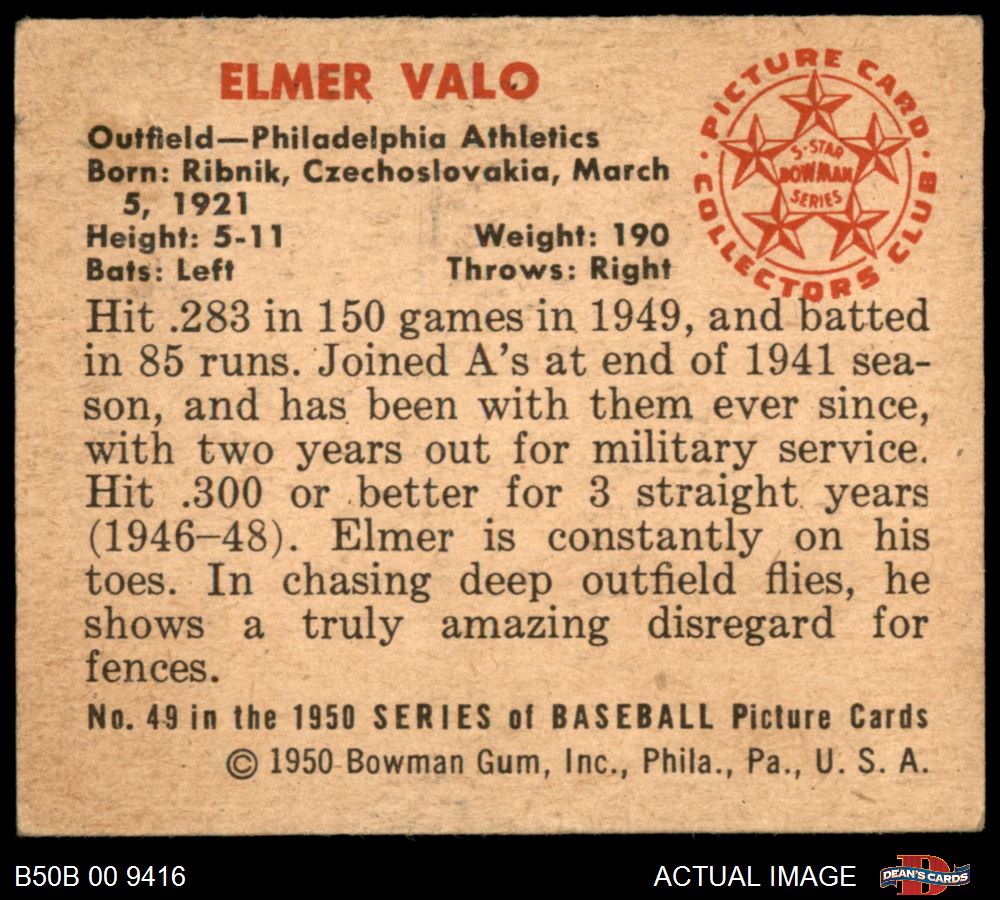 ELMER VALO
Outfield—Philadelphia Athletics
Born: Ribnik, Czechoslovakia, March
5, 1921
Height: 5-11 Weight: 190
Bats: Left Throws: Right
PICTURE CARD COLLECTORS CLUB
5-STAR
BOWMAN
SERIES
Hit .283 in 150 games in 1949, and batted
in 85 runs. Joined A's at end of 1941 sea-
son, and has been with them ever since,
with two years out for military service.
Hit .300 or better for 3 straight years
(1946–48). Elmer is constantly on his
toes. In chasing deep outfield flies, he
shows a truly amazing disregard for
fences.
No. 49 in the 1950 SERIES of BASEBALL Picture Cards
© 1950 Bowman Gum, Inc., Phila., Pa., U. S. A.
B50B 00 9416 ACTUAL IMAGE
D
DEAN'S CARDS